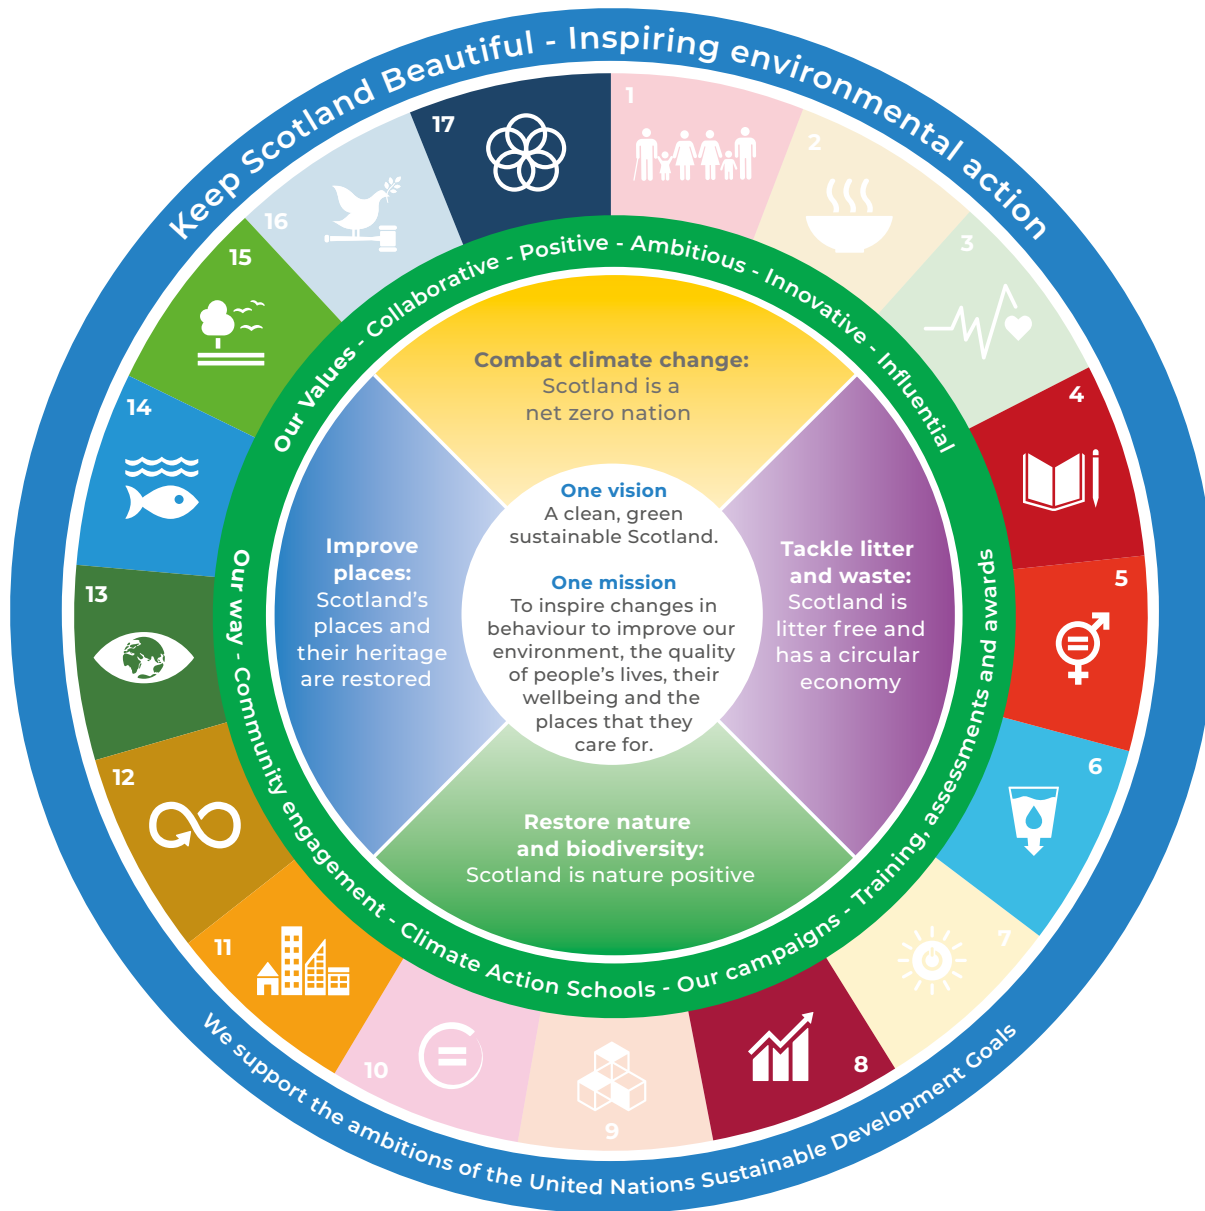 Keep Scotland Beautiful - Inspiring environmental action
1
2
3
4
5
6
7
8
9
10
11
12
13
14
15
16
17
Our Values - Collaborative - Positive - Ambitious - Innovative - Influential
Combat climate change:
Scotland is a
net zero nation
Improve
places:
Scotland's
places and
their heritage
are restored
One vision
A clean, green
sustainable Scotland.
One mission
To inspire changes in
behaviour to improve our
environment, the quality
of people's lives, their
wellbeing and the
places that they
care for.
Tackle litter
and waste:
Scotland is
litter free and
has a circular
economy
Restore nature
and biodiversity:
Scotland is nature positive
Our way - Community engagement - Climate Action Schools - Our campaigns - Training, assessments and awards
We support the ambitions of the United Nations Sustainable Development Goals